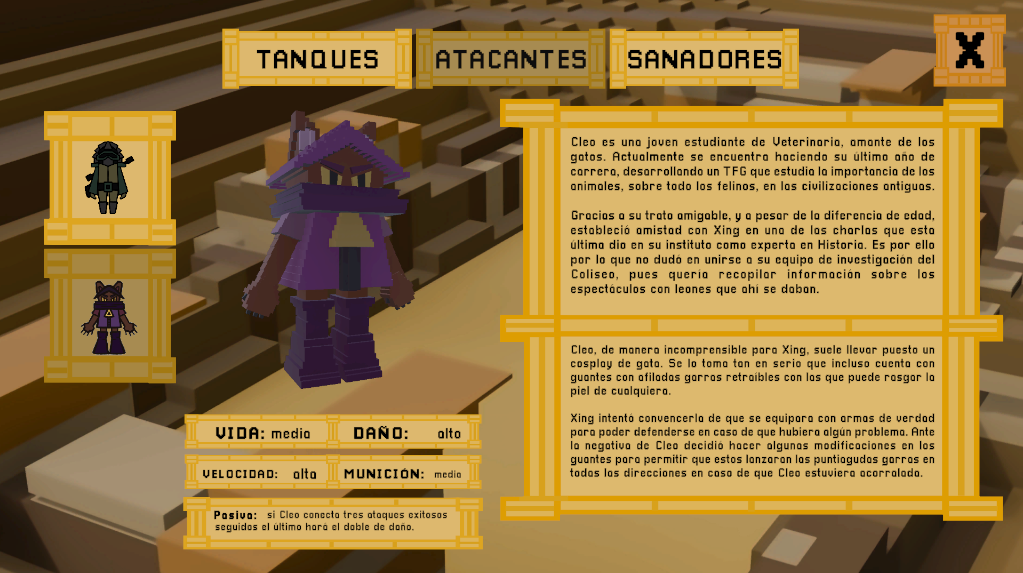 TANQUES
ATACANTES
SANADORES
X
Cleo es una joven estudiante de Veterinaria, amante de los
gatos. Actualmente se encuentra haciendo su último año de
carrera, desarrollando un TFG que estudia la importancia de los
animales, sobre todo los felinos, en las civilizaciones antiguas.
Gracias a su trato amigable, y a pesar de la diferencia de edad,
estableció amistad con Xing en una de las charlas que esta
última dio en su instituto como experta en Historia. Es por ello
por lo que no dudó en unirse a su equipo de investigación del
Coliseo, pues quería recopilar información sobre los
espectáculos con leones que ahí se daban.
Cleo, de manera incomprensible para Xing, suele llevar puesto un
cosplay de gata. Se lo toma tan en serio que incluso cuenta con
guantes con afiladas garras retraíbles con las que puede rasgar la
piel de cualquiera.
Xing intentó convencerla de que se equipara con armas de verdad
para poder defenderse en caso de que hubiera algún problema. Ante
la negativa de Cleo decidió hacer algunas modificaciones en los
guantes para permitir que estos lanzaran las puntiagudas garras en
todas las direcciones en caso de que Cleo estuviera acorralada.
VIDA: media
DAÑO: alto
VELOCIDAD: alta
MUNICIÓN: media
Pasiva: si Cleo conecta tres ataques exitosos
seguidos el último hará el doble de daño.